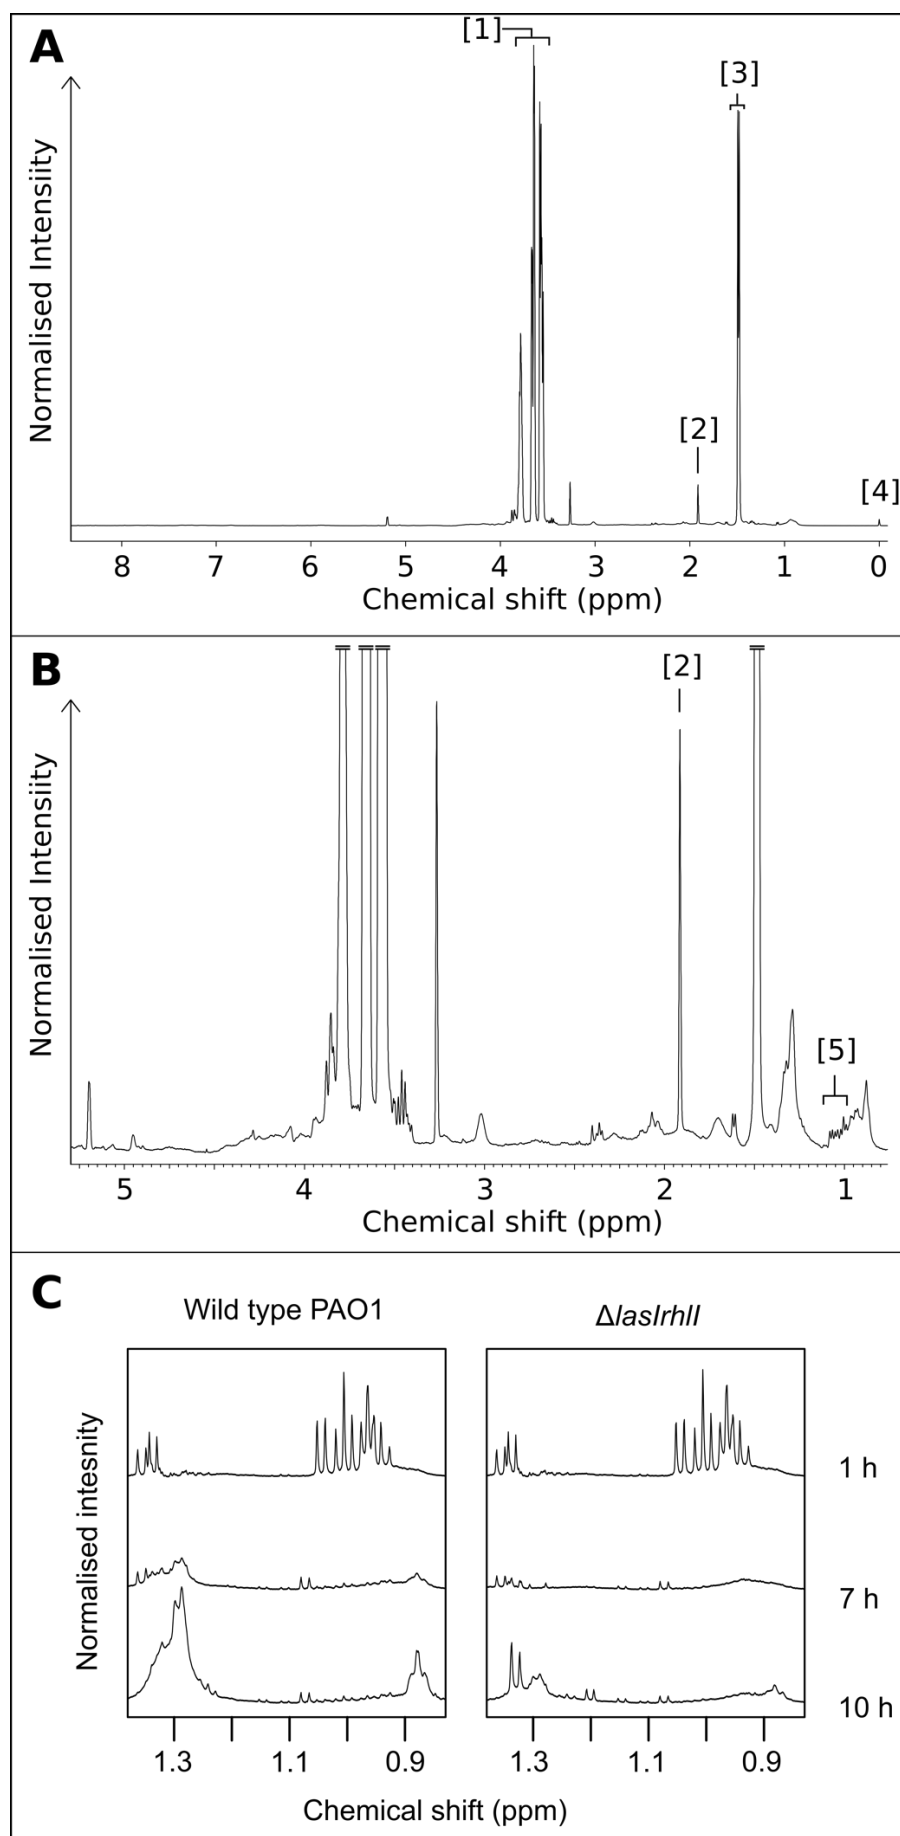 A
[1]
[3]
[2]
[4]
Normalised Intensiity
8 7 6 5 4 3 2 1 0
Chemical shift (ppm)
B
[2]
[5]
Normalised Intensiity
5 4 3 2 1
Chemical shift (ppm)
C
Wild type PAO1
ΔlasIrhlI
Normalised intesnity
1 h
7 h
10 h
1.3 1.1 0.9 1.3 1.1 0.9
Chemical shift (ppm)